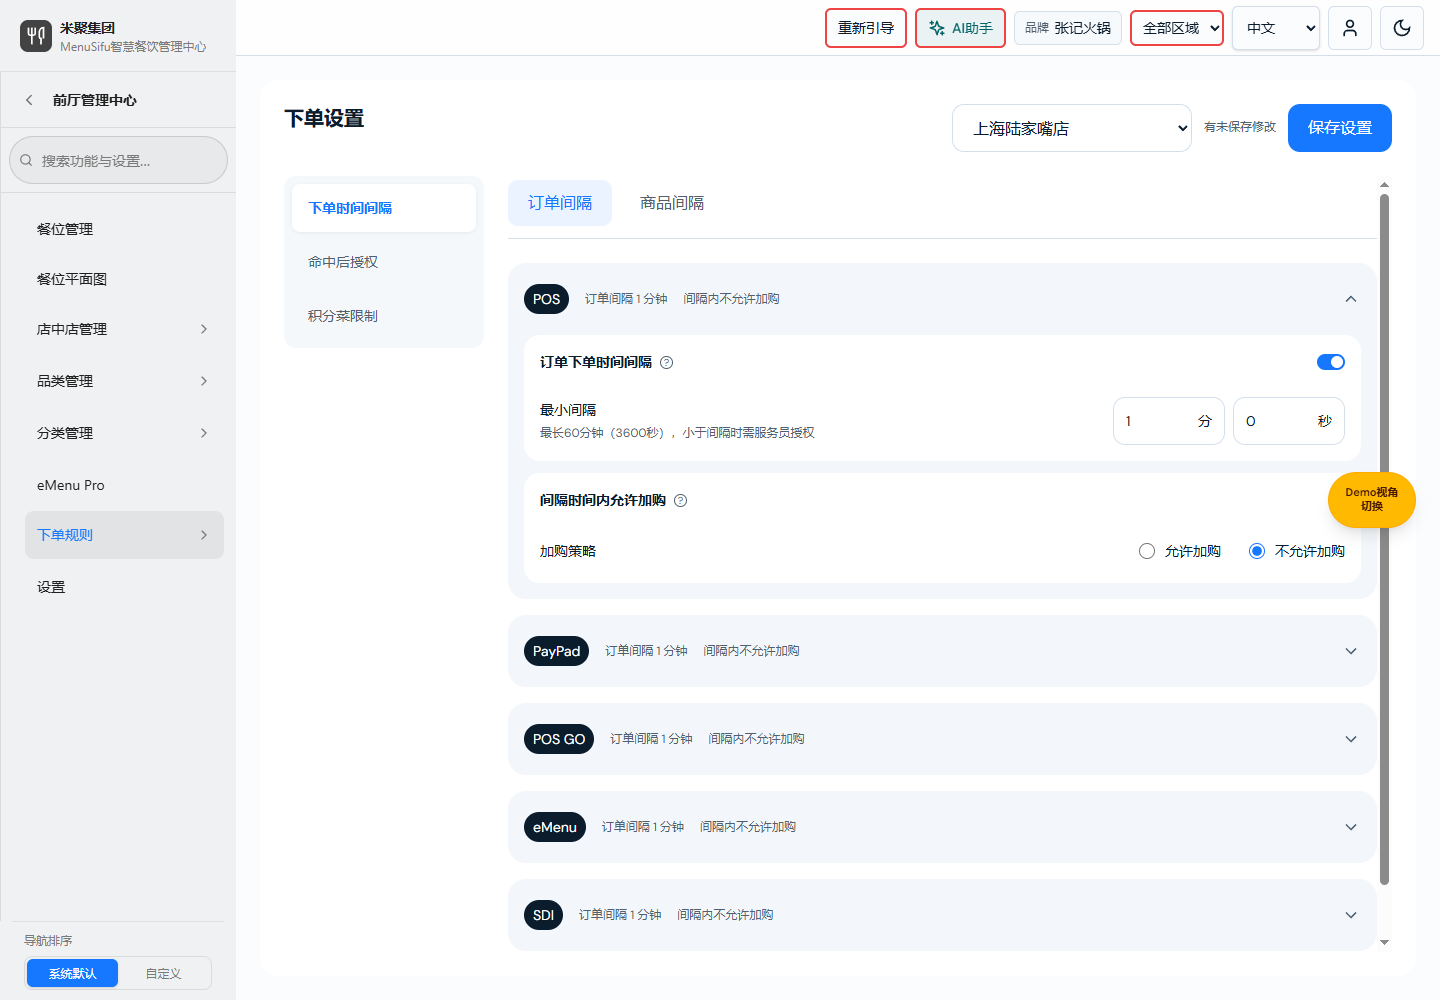 米聚集团
MenuSifu智慧餐饮管理中心
重新引导
AI助手
品牌 张记火锅
全部区域
中文
前厅管理中心
搜索功能与设置...
餐位管理
餐位平面图
店中店管理
品类管理
分类管理
eMenu Pro
下单规则
设置
导航排序
系统默认
自定义
下单设置
上海陆家嘴店
有未保存修改
保存设置
下单时间间隔
命中后授权
积分菜限制
订单间隔
商品间隔
POS 订单间隔 1 分钟 间隔内不允许加购
订单下单时间间隔
最小间隔
最长60分钟（3600秒），小于间隔时需服务员授权
1 分
0 秒
间隔时间内允许加购
加购策略
允许加购
不允许加购
Demo视角
切换
PayPad 订单间隔 1 分钟 间隔内不允许加购
POS GO 订单间隔 1 分钟 间隔内不允许加购
eMenu 订单间隔 1 分钟 间隔内不允许加购
SDI 订单间隔 1 分钟 间隔内不允许加购